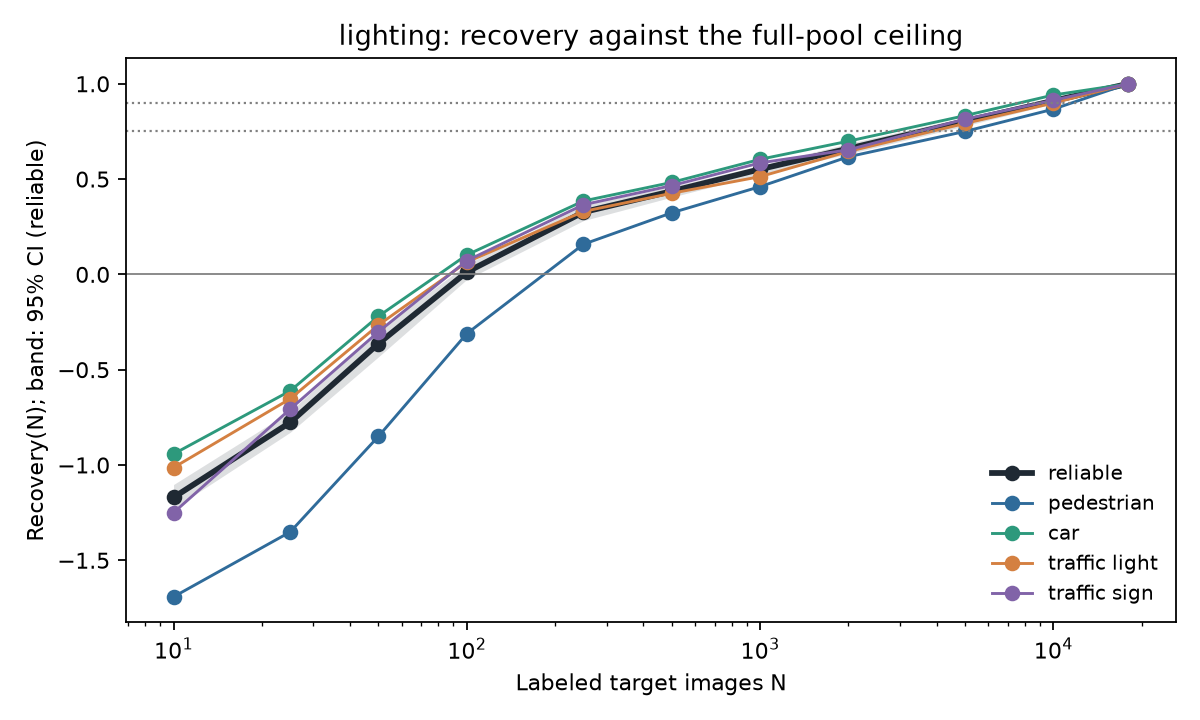 lighting: recovery against the full-pool ceiling
Recovery(N); band: 95% CI (reliable)
1.0
0.5
0.0
−0.5
−1.0
−1.5
reliable
pedestrian
car
traffic light
traffic sign
10¹
10²
10³
10⁴
Labeled target images N